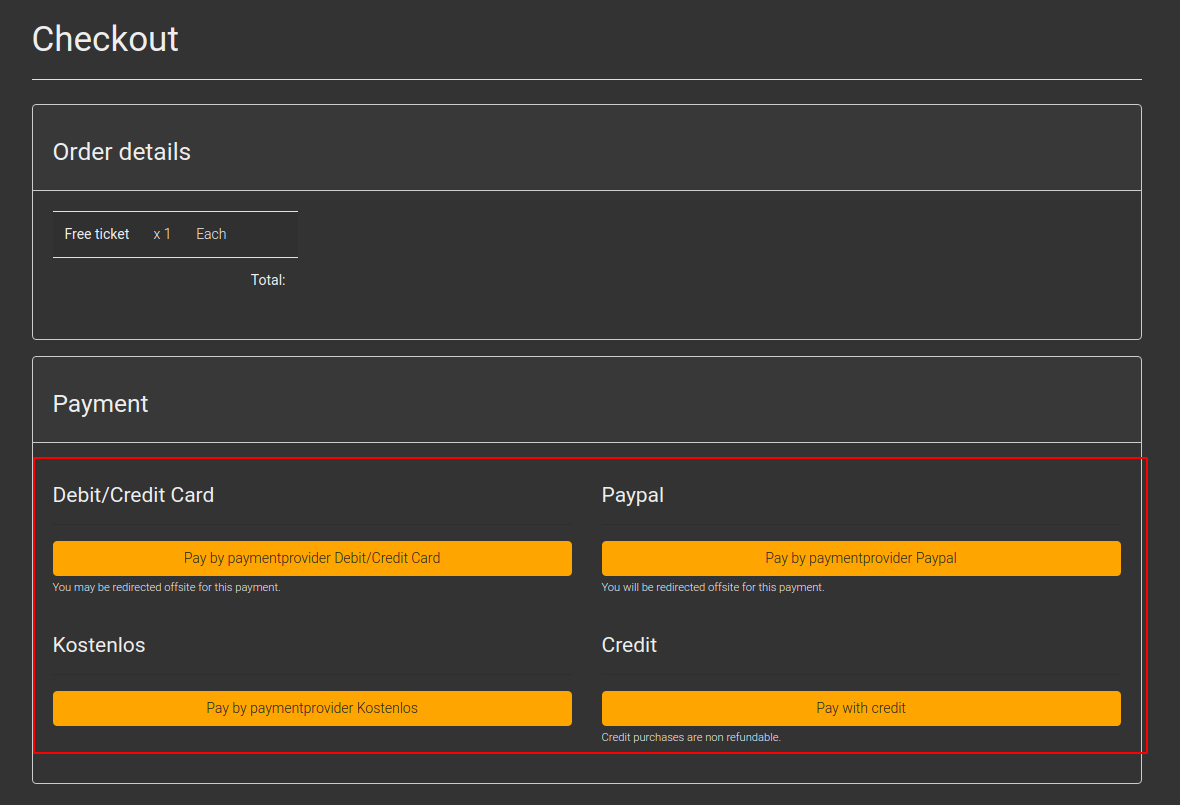 Checkout
Order details
Free ticket x 1 Each
Total:
Payment
Debit/Credit Card
Pay by paymentprovider Debit/Credit Card
You may be redirected offsite for this payment.
Paypal
Pay by paymentprovider Paypal
You will be redirected offsite for this payment.
Kostenlos
Pay by paymentprovider Kostenlos
Credit
Pay with credit
Credit purchases are non refundable.